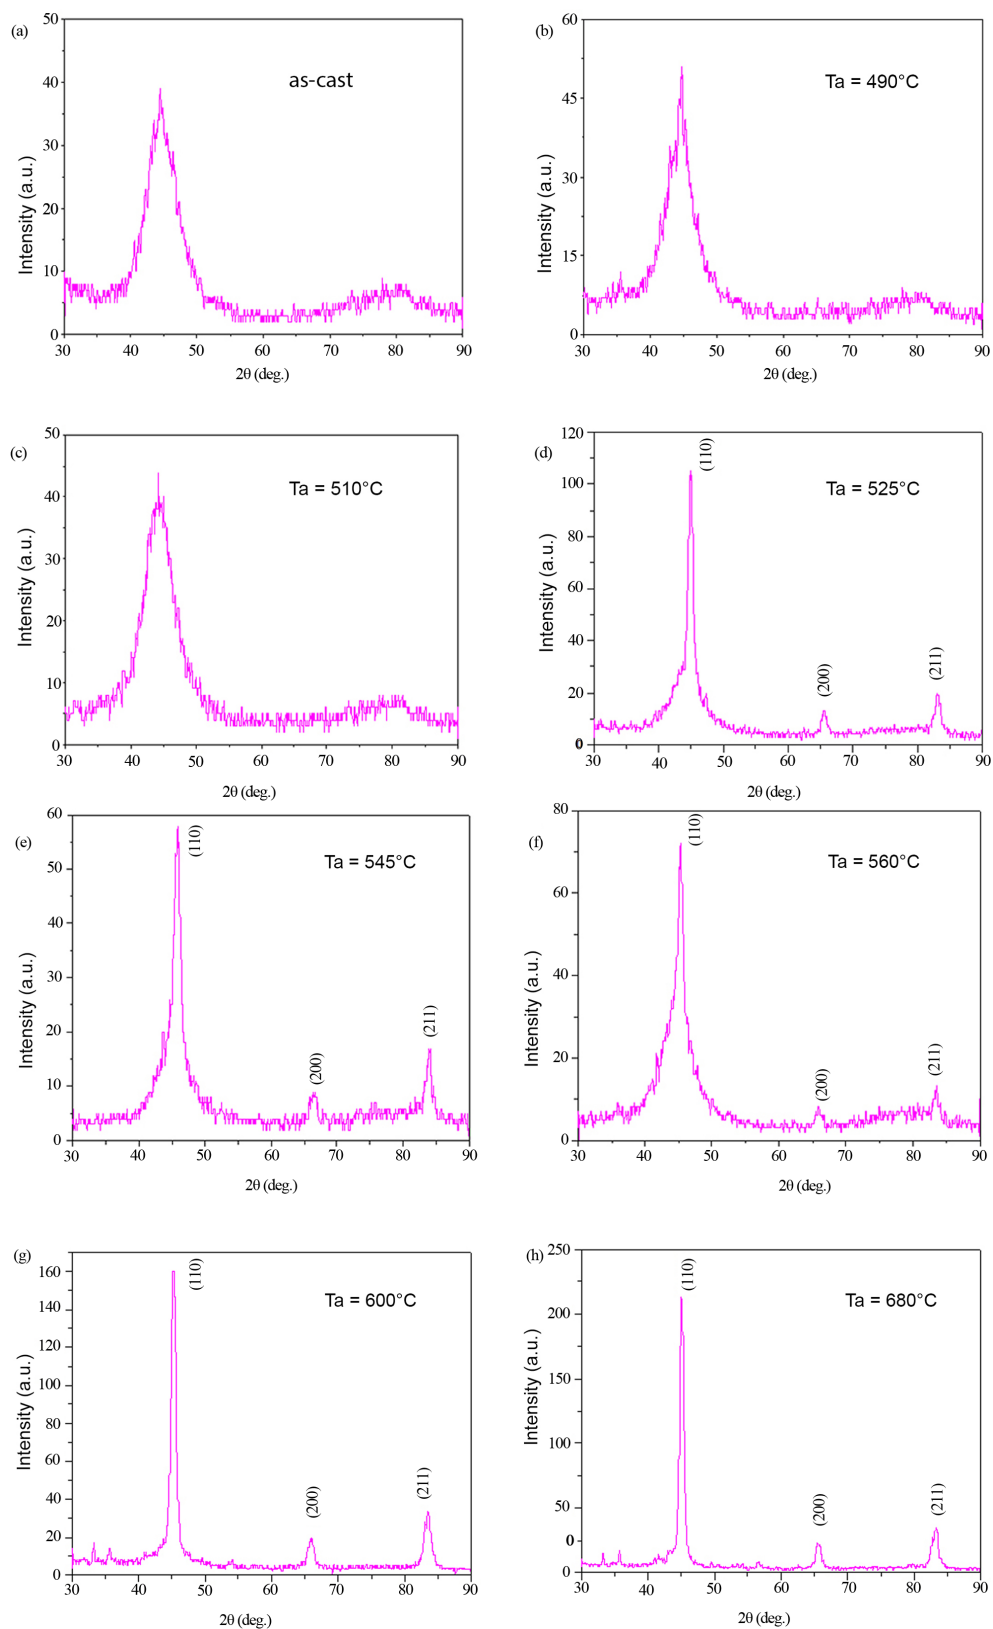 (a)
as-cast
Intensity (a.u.)
50
40
30
20
10
0
30 40 50 60 70 80 90
2θ (deg.)
(b)
Ta = 490°C
Intensity (a.u.)
60
45
30
15
0
30 40 50 60 70 80 90
2θ (deg.)
(c)
Ta = 510°C
Intensity (a.u.)
50
40
30
20
10
0
30 40 50 60 70 80 90
2θ (deg.)
(d)
Ta = 525°C
(110)
(200)
(211)
Intensity (a.u.)
120
100
80
60
40
20
0
30 40 50 60 70 80 90
2θ (deg.)
(e)
Ta = 545°C
(110)
(200)
(211)
Intensity (a.u.)
60
50
40
30
20
10
0
30 40 50 60 70 80 90
2θ (deg.)
(f)
Ta = 560°C
(110)
(200)
(211)
Intensity (a.u.)
80
60
40
20
0
30 40 50 60 70 80 90
2θ (deg.)
(g)
Ta = 600°C
(110)
(200)
(211)
Intensity (a.u.)
160
140
120
100
80
60
40
20
0
30 40 50 60 70 80 90
2θ (deg.)
(h)
Ta = 680°C
(110)
(200)
(211)
Intensity (a.u.)
250
200
150
100
50
0
0
30 40 50 60 70 80 90
2θ (deg.)